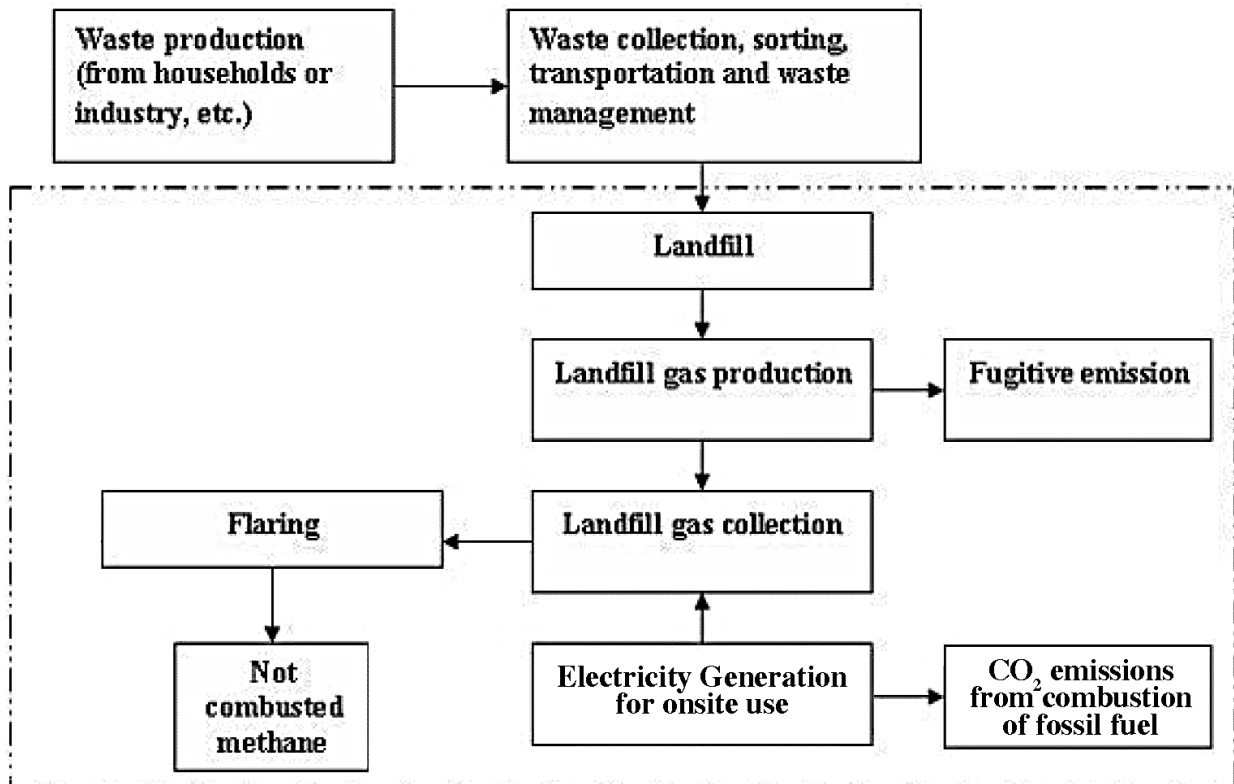 Waste production
(from households or
industry, etc.)
Waste collection, sorting,
transportation and waste
management
Landfill
Landfill gas production
Fugitive emission
Flaring
Landfill gas collection
Not
combusted
methane
Electricity Generation
for onsite use
CO₂ emissions
from combustion
of fossil fuel